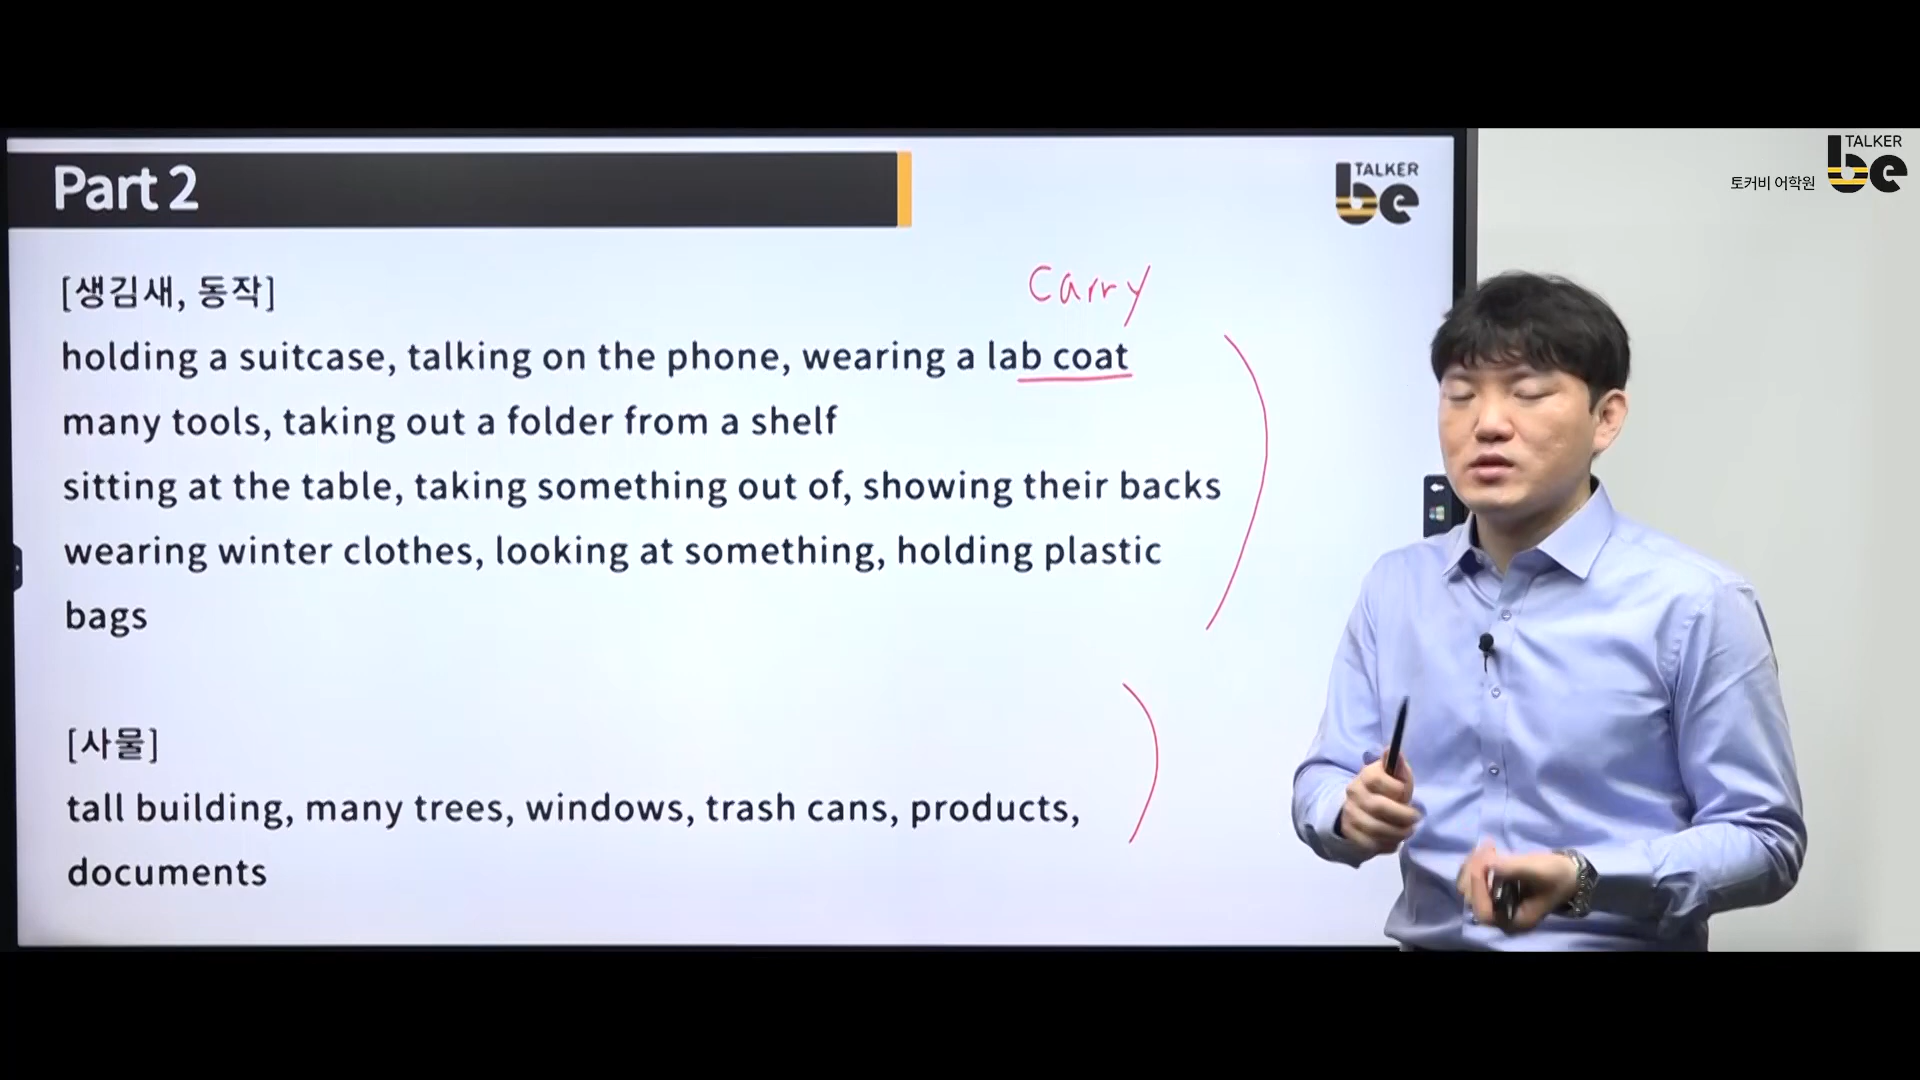 Part 2
TALKER
be
TALKER
토커비 어학원
be
[생김새, 동작]
carry
holding a suitcase, talking on the phone, wearing a lab coat
many tools, taking out a folder from a shelf
sitting at the table, taking something out of, showing their backs
wearing winter clothes, looking at something, holding plastic
bags
[사물]
tall building, many trees, windows, trash cans, products,
documents